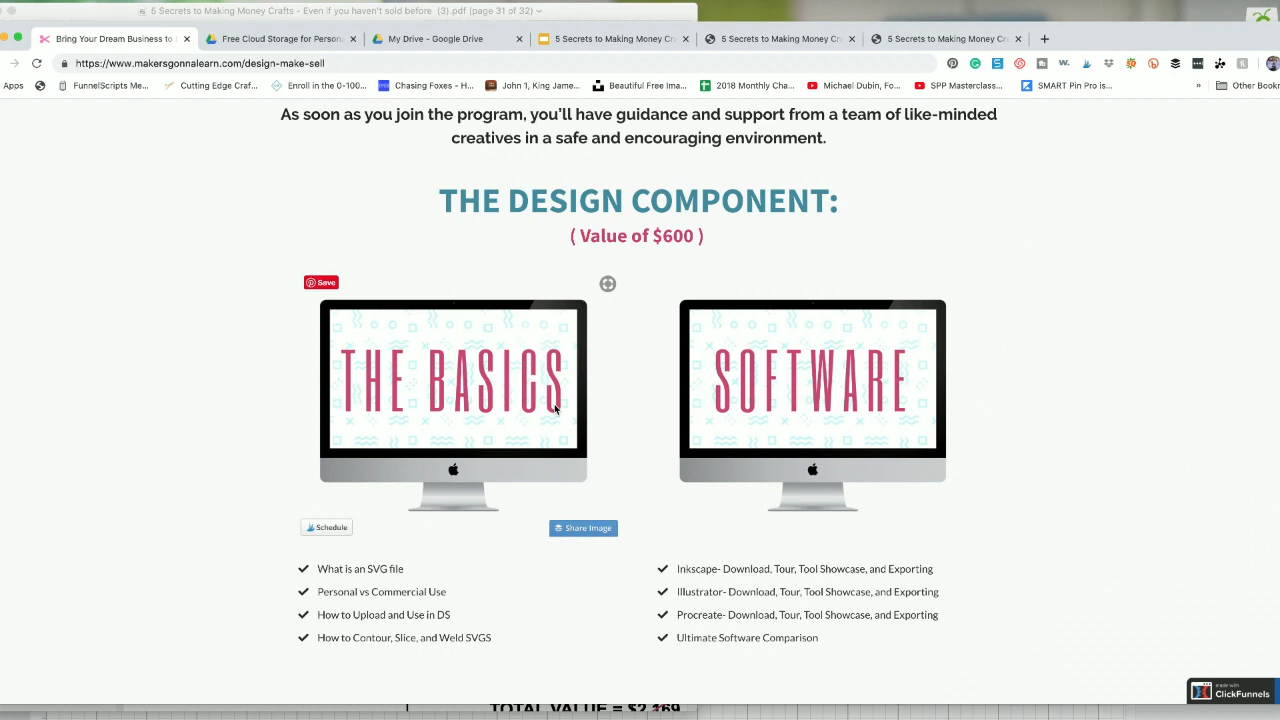 5 Secrets to Making Money Crafts - Even if you haven't sold before (3).pdf (page 31 of 32)
Bring Your Dream Business to
Free Cloud Storage for Person
My Drive - Google Drive
5 Secrets to Making Money Cr
5 Secrets to Making Money Cr
5 Secrets to Making Money Cr
https://www.makersgonnalearn.com/design-make-sell
Apps
FunnelScripts Me...
Cutting Edge Craf...
Enroll in the 0-100...
Chasing Foxes - H...
John 1, King Jame...
Beautiful Free Ima...
2018 Monthly Cha...
Michael Dubin, Fo...
SPP Masterclass...
SMART Pin Pro is...
»
Other Bookr
As soon as you join the program, you'll have guidance and support from a team of like-minded
creatives in a safe and encouraging environment.
THE DESIGN COMPONENT:
( Value of $600 )
Save
THE BASICS
SOFTWARE
Schedule
Share Image
What is an SVG file
Personal vs Commercial Use
How to Upload and Use in DS
How to Contour, Slice, and Weld SVGS
Inkscape- Download, Tour, Tool Showcase, and Exporting
Illustrator- Download, Tour, Tool Showcase, and Exporting
Procreate- Download, Tour, Tool Showcase, and Exporting
Ultimate Software Comparison
made with
ClickFunnels
TOTAL VALUE = $2,169